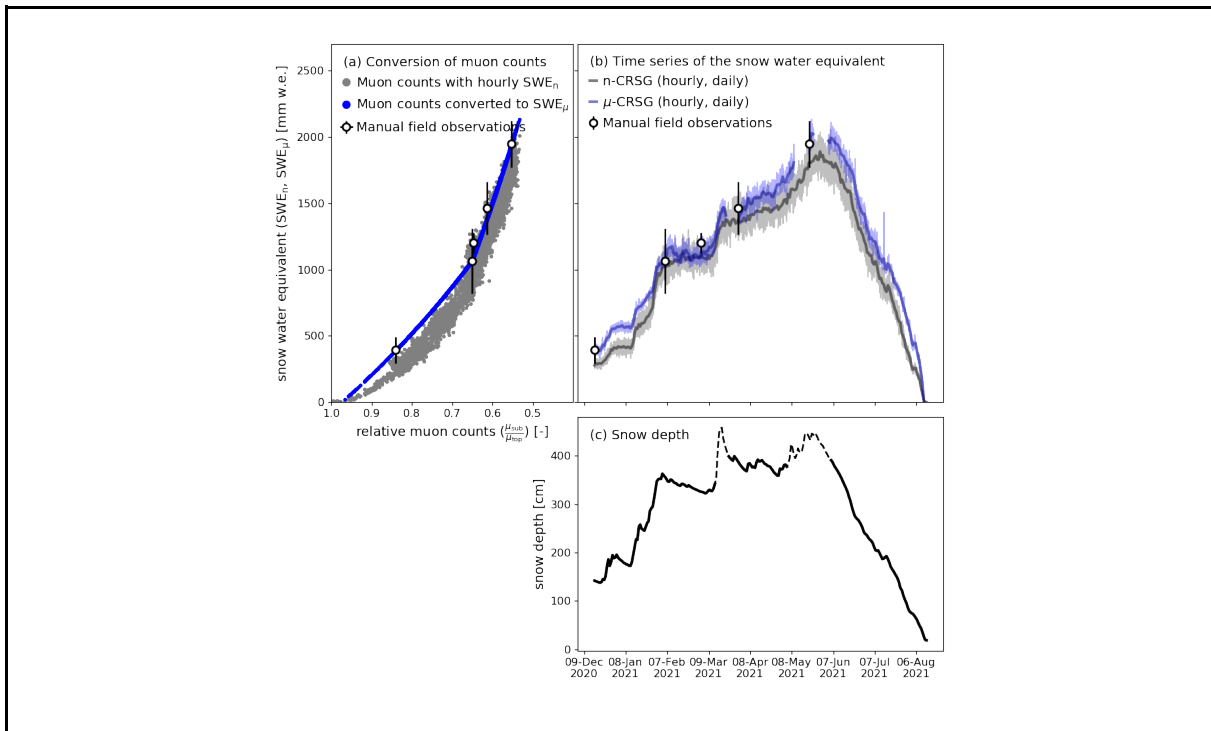 (a) Conversion of muon counts
Muon counts with hourly SWEn
Muon counts converted to SWEμ
Manual field observations
snow water equivalent (SWEn, SWEμ) [mm w.e.]
2500
2000
1500
1000
500
0
1.0 0.9 0.8 0.7 0.6 0.5
relative muon counts (μsub/μtop) [-]
(b) Time series of the snow water equivalent
n-CRSG (hourly, daily)
μ-CRSG (hourly, daily)
Manual field observations
(c) Snow depth
snow depth [cm]
400
300
200
100
0
09-Dec 08-Jan 07-Feb 09-Mar 08-Apr 08-May 07-Jun 07-Jul 06-Aug
2020 2021 2021 2021 2021 2021 2021 2021 2021